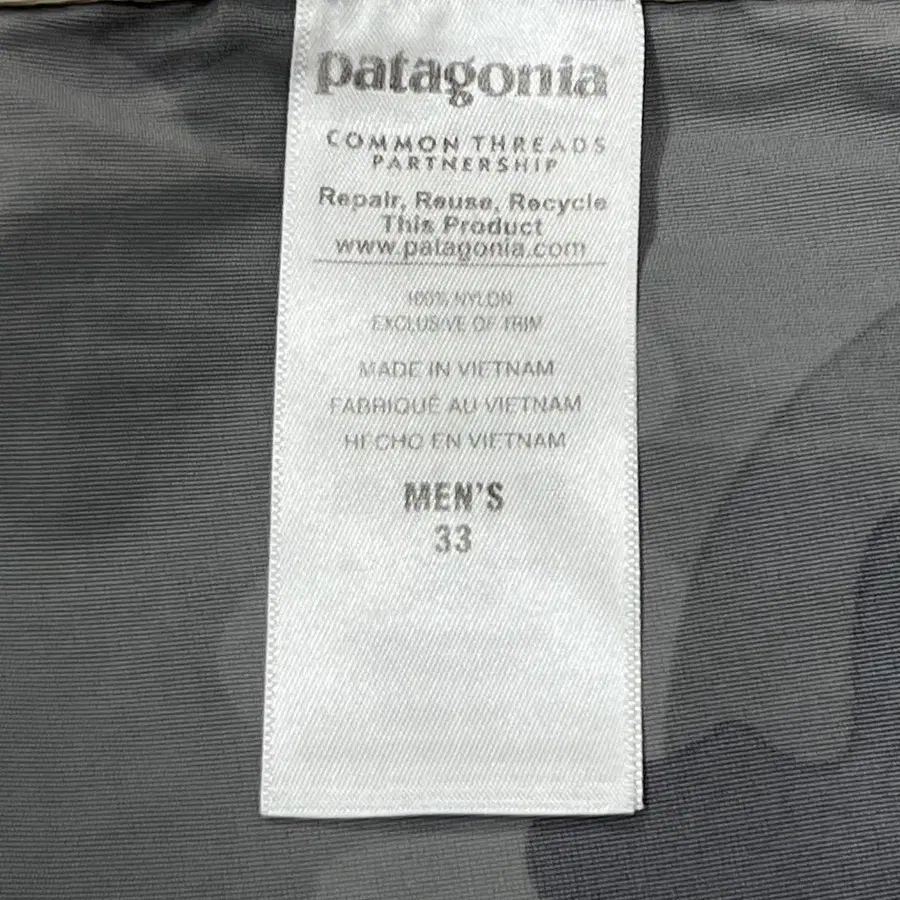 patagonia
COMMON THREADS
PARTNERSHIP
Repair, Reuse, Recycle
This Product
www.patagonia.com
100% NYLON
EXCLUSIVE OF TRIM
MADE IN VIETNAM
FABRIQUÉ AU VIETNAM
HECHO EN VIETNAM
MEN'S
33